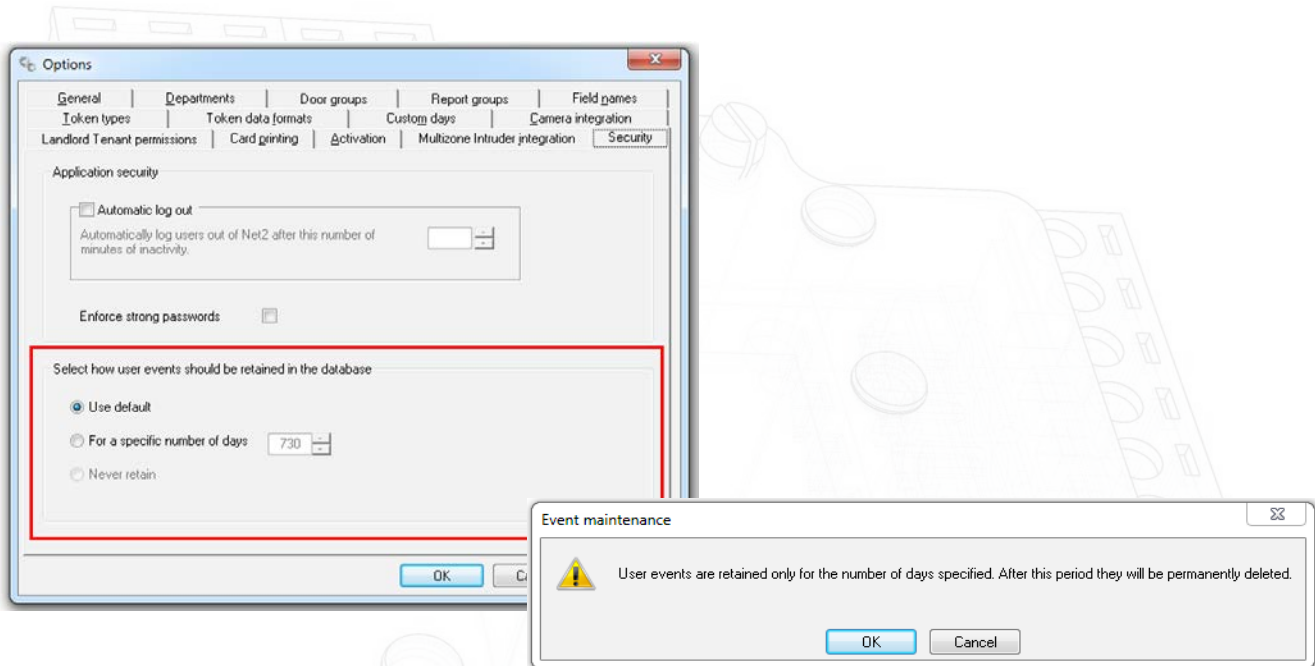 Options
General Departments Door groups Report groups Field names
Token types Token data formats Custom days Camera integration
Landlord Tenant permissions Card printing Activation Multizone Intruder integration Security
Application security
Automatic log out
Automatically log users out of Net2 after this number of
minutes of inactivity.
Enforce strong passwords
Select how user events should be retained in the database
Use default
For a specific number of days 730
Never retain
OK
Event maintenance
User events are retained only for the number of days specified. After this period they will be permanently deleted.
OK Cancel